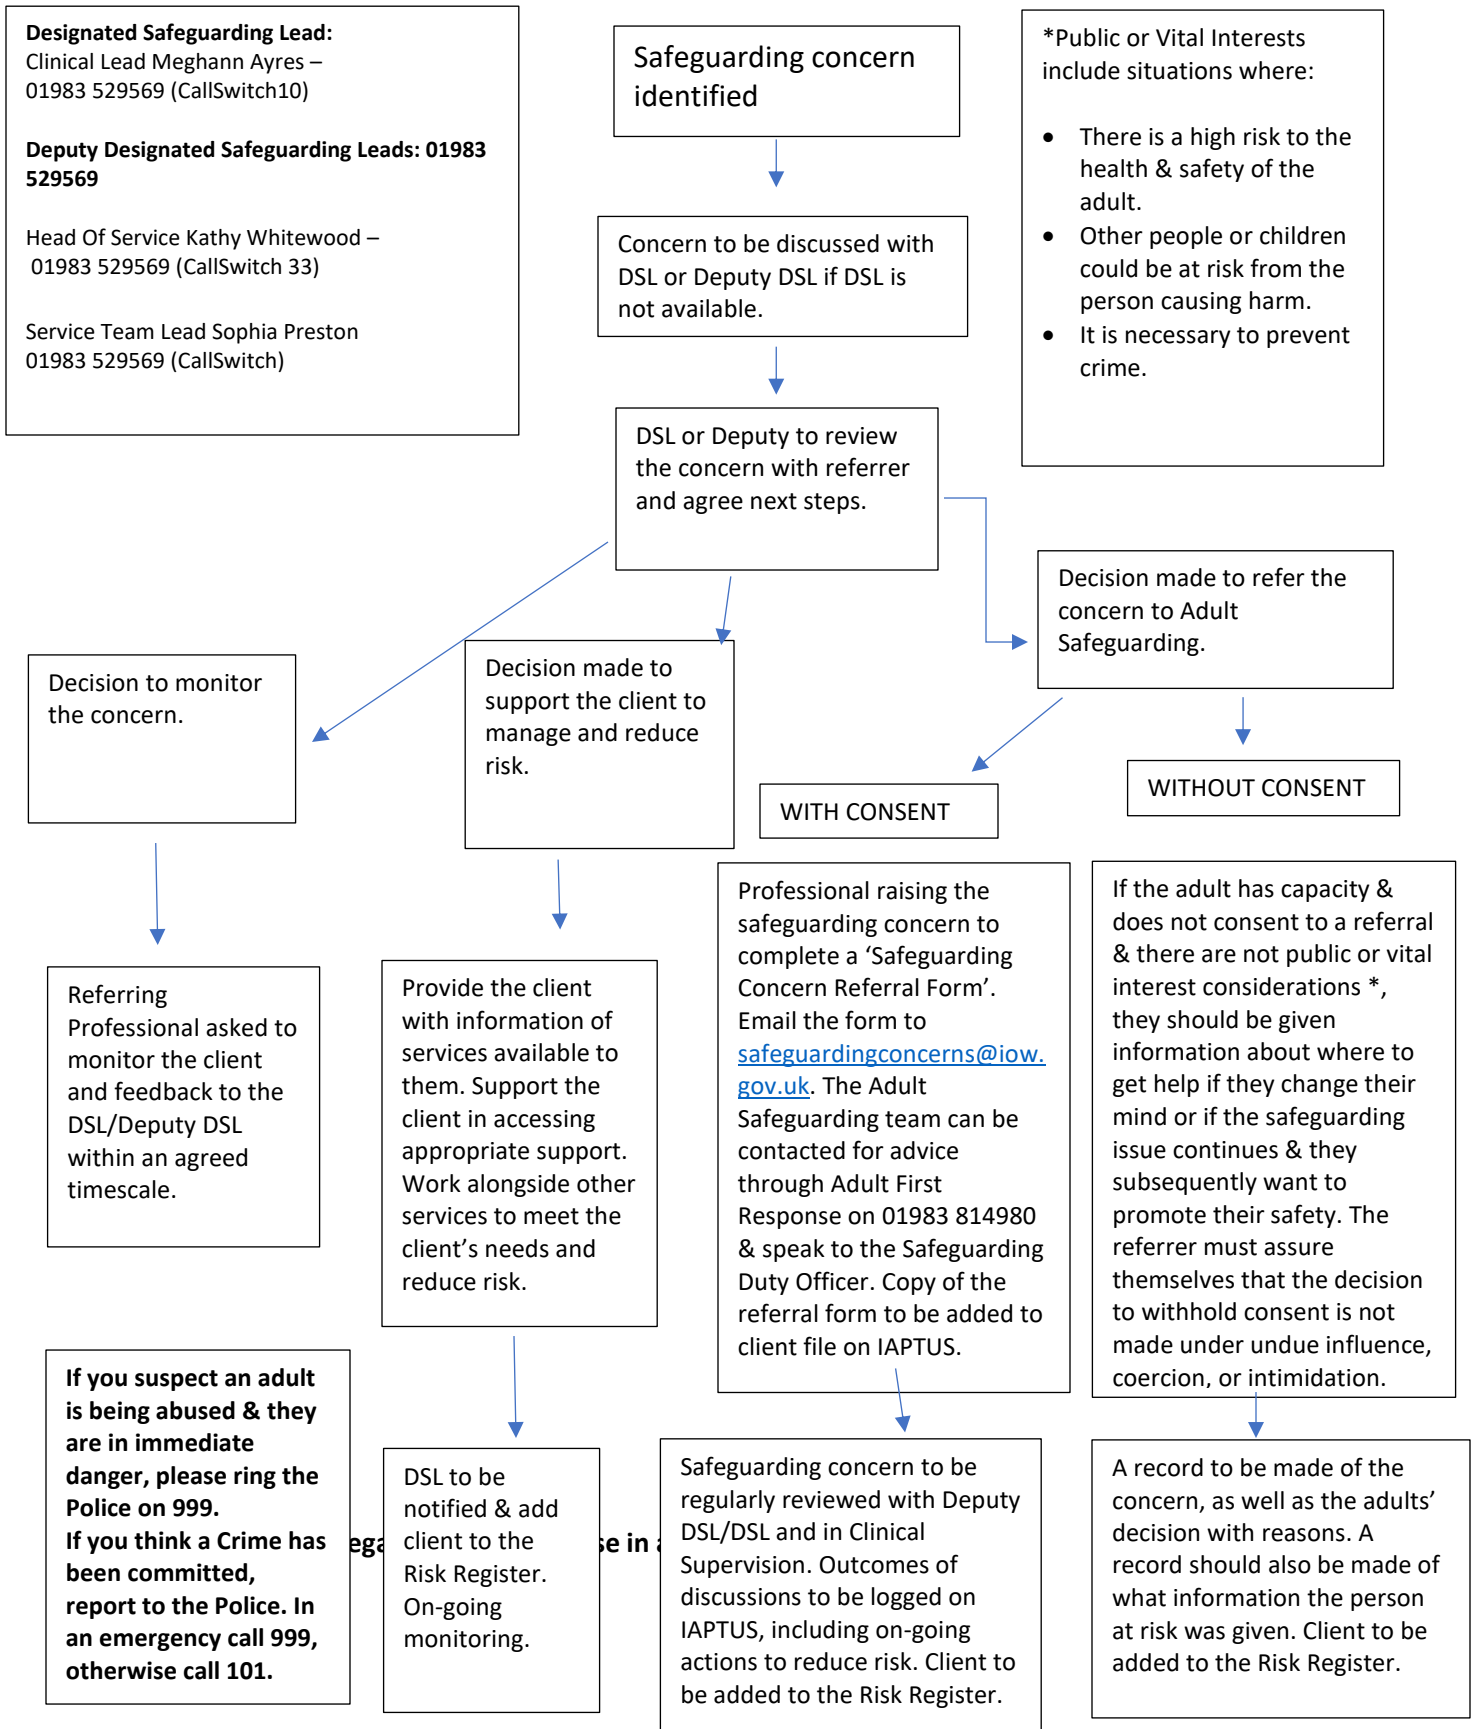 Designated Safeguarding Lead:
Clinical Lead Meghann Ayres –
01983 529569 (CallSwitch10)
Deputy Designated Safeguarding Leads: 01983
529569
Head Of Service Kathy Whitewood –
01983 529569 (CallSwitch 33)
Service Team Lead Sophia Preston
01983 529569 (CallSwitch)
Safeguarding concern
identified
*Public or Vital Interests
include situations where:
• There is a high risk to the
health & safety of the
adult.
• Other people or children
could be at risk from the
person causing harm.
• It is necessary to prevent
crime.
Concern to be discussed with
DSL or Deputy DSL if DSL is
not available.
DSL or Deputy to review
the concern with referrer
and agree next steps.
Decision made to refer the
concern to Adult
Safeguarding.
Decision to monitor
the concern.
Decision made to
support the client to
manage and reduce
risk.
WITH CONSENT
WITHOUT CONSENT
Referring
Professional asked to
monitor the client
and feedback to the
DSL/Deputy DSL
within an agreed
timescale.
Provide the client
with information of
services available to
them. Support the
client in accessing
appropriate support.
Work alongside other
services to meet the
client’s needs and
reduce risk.
Professional raising the
safeguarding concern to
complete a ‘Safeguarding
Concern Referral Form’.
Email the form to
safeguardingconcerns@iow.
gov.uk. The Adult
Safeguarding team can be
contacted for advice
through Adult First
Response on 01983 814980
& speak to the Safeguarding
Duty Officer. Copy of the
referral form to be added to
client file on IAPTUS.
If the adult has capacity &
does not consent to a referral
& there are not public or vital
interest considerations *,
they should be given
information about where to
get help if they change their
mind or if the safeguarding
issue continues & they
subsequently want to
promote their safety. The
referrer must assure
themselves that the decision
to withhold consent is not
made under undue influence,
coercion, or intimidation.
If you suspect an adult
is being abused & they
are in immediate
danger, please ring the
Police on 999.
If you think a Crime has
been committed,
report to the Police. In
an emergency call 999,
otherwise call 101.
DSL to be
notified & add
client to the
Risk Register.
On-going
monitoring.
Safeguarding concern to be
regularly reviewed with Deputy
DSL/DSL and in Clinical
Supervision. Outcomes of
discussions to be logged on
IAPTUS, including on-going
actions to reduce risk. Client to
be added to the Risk Register.
A record to be made of the
concern, as well as the adults’
decision with reasons. A
record should also be made of
what information the person
at risk was given. Client to be
added to the Risk Register.